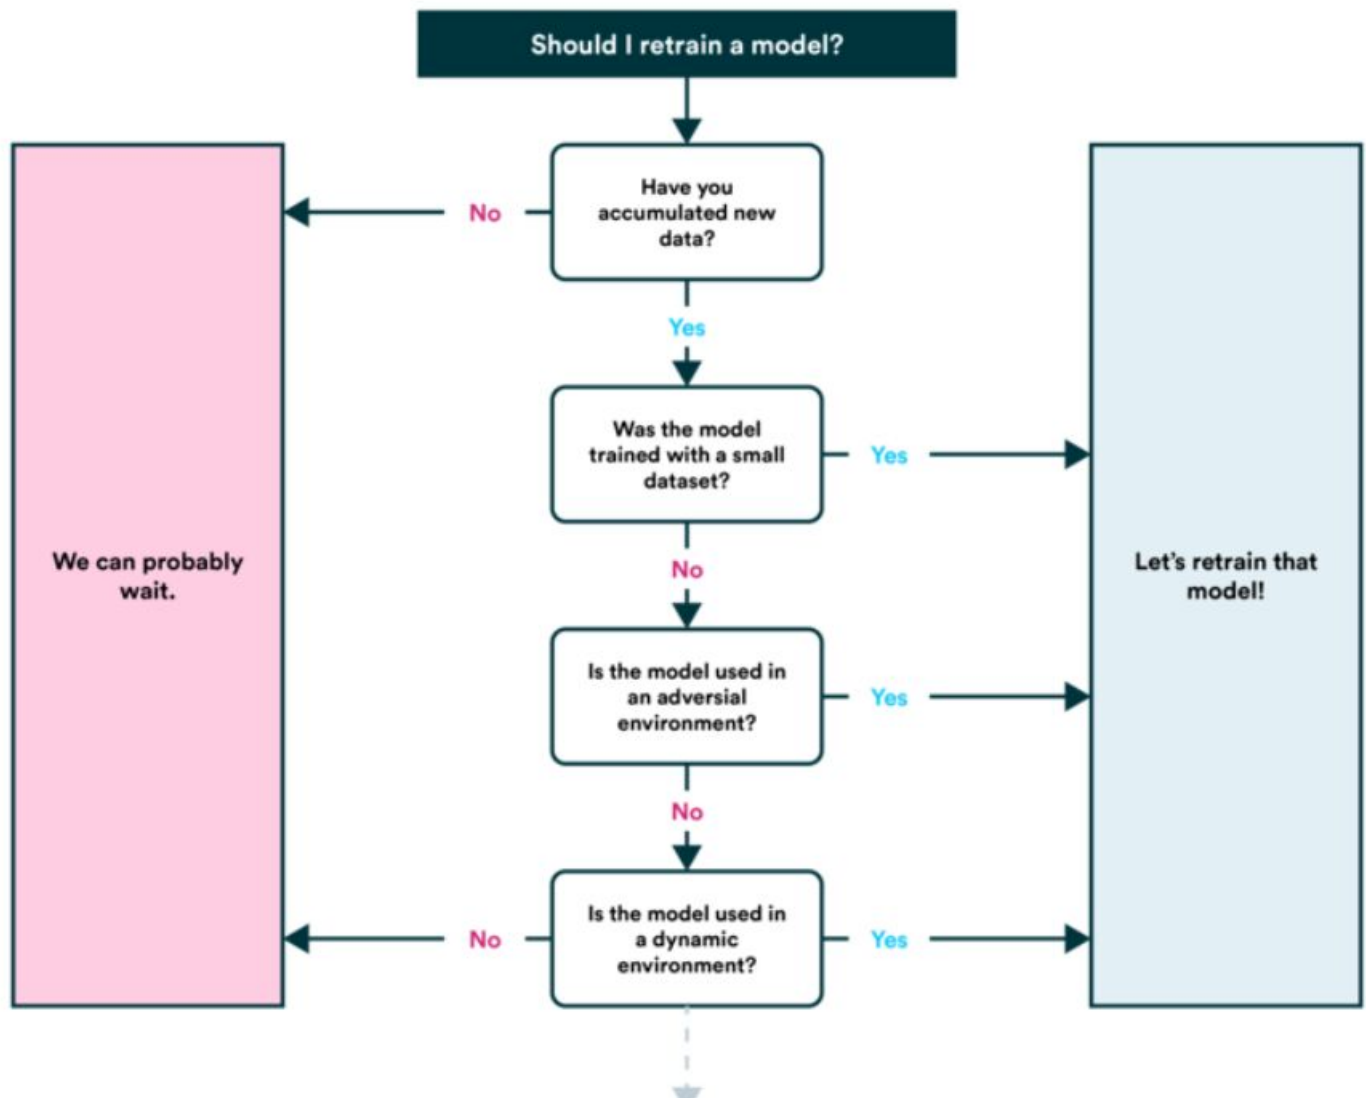 Should I retrain a model?
Have you
accumulated new
data?
No
Yes
Was the model
trained with a small
dataset?
Yes
We can probably
wait.
Let's retrain that
model!
No
Is the model used in
an adversial
environment?
Yes
No
Is the model used in
a dynamic
environment?
No
Yes